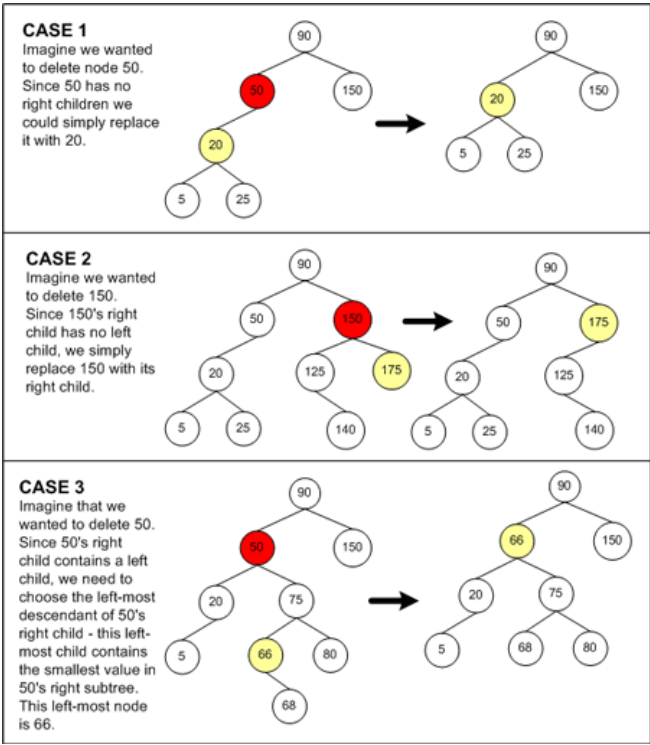 CASE 1
Imagine we wanted
to delete node 50.
Since 50 has no
right children we
could simply replace
it with 20.
90
50
150
20
5
25
90
20
150
5
25
CASE 2
Imagine we wanted
to delete 150.
Since 150's right
child has no left
child, we simply
replace 150 with its
right child.
90
50
150
20
125
175
5
25
140
90
50
175
20
125
5
25
140
CASE 3
Imagine that we
wanted to delete 50.
Since 50's right
child contains a left
child, we need to
choose the left-most
descendant of 50's
right child - this left-
most child contains
the smallest value in
50's right subtree.
This left-most node
is 66.
90
50
150
20
75
5
66
80
68
90
66
150
20
75
5
68
80